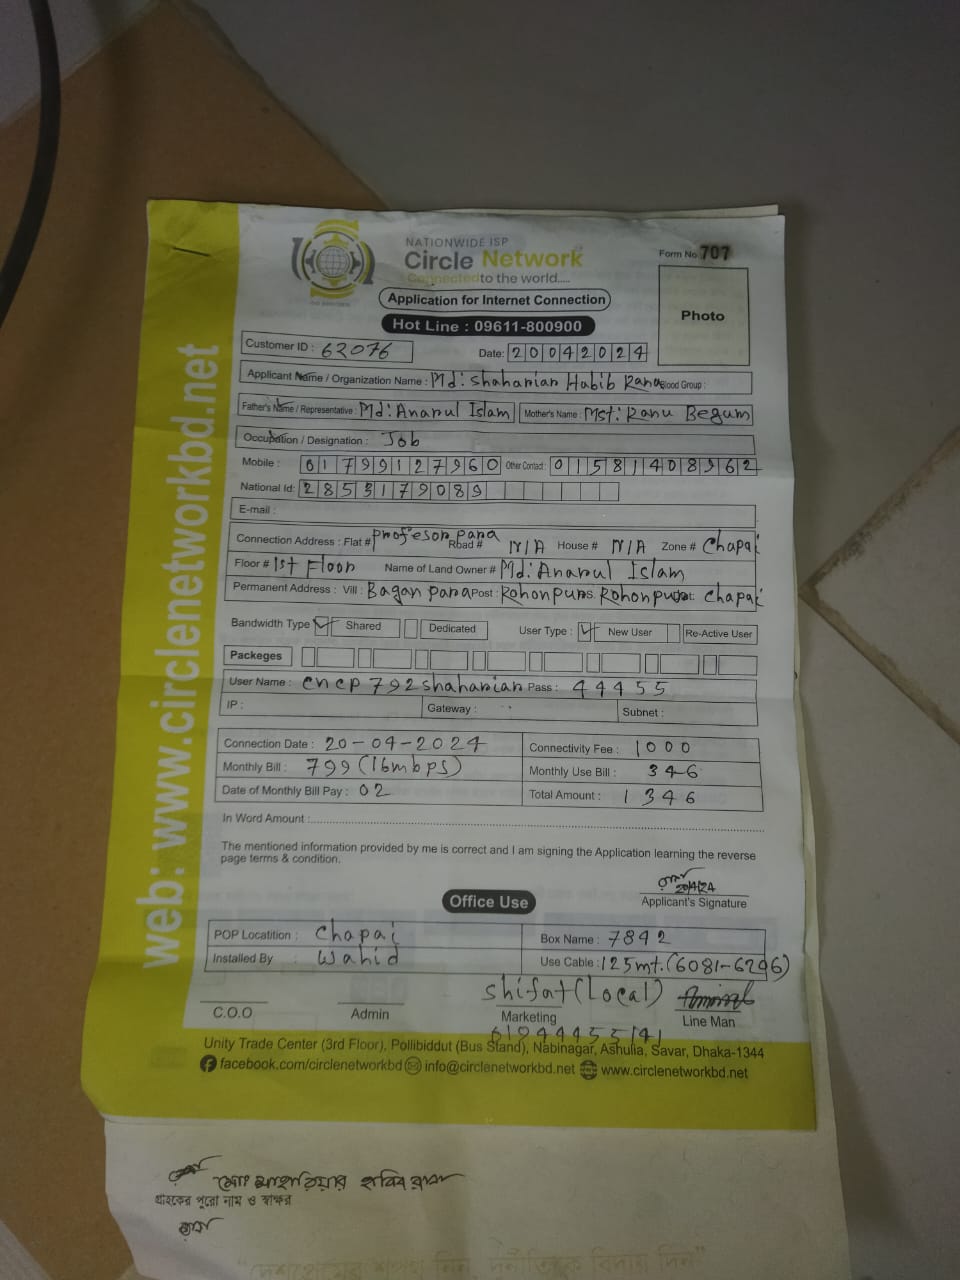 NATIONWIDE ISP
Circle Network
Connected to the world.....
Form No. 707
Application for Internet Connection
Photo
Hot Line : 09611-800900
Customer ID : 62076
Date: 20042024
Applicant Name / Organization Name : Md: Shaharian Habib Rana Blood Group :
Father's Name / Representative : Md: Anarul Islam Mother's Name : Mst: Ranu Begum
Occupation / Designation : Job
Mobile : 01799127960 Other Contact : 01581408962
National Id: 2853179089
E-mail :
Connection Address : Flat # profesor para Road # N/A House # N/A Zone # Chapai
Floor # 1st Floor Name of Land Owner # Md: Anarul Islam
Permanent Address : Vill : Bagan para Post : Rohonpur Rohonpur Chapai
Bandwidth Type Shared Dedicated User Type : New User Re-Active User
Packeges
User Name : cncp792shaharian Pass : 44455
IP : Gateway : Subnet :
Connection Date : 20-04-2024 Connectivity Fee : 1000
Monthly Bill : 799 (16mbps) Monthly Use Bill : 346
Date of Monthly Bill Pay : 02 Total Amount : 1346
In Word Amount :
The mentioned information provided by me is correct and I am signing the Application learning the reverse
page terms & condition.
20/4/24
Applicant's Signature
Office Use
POP Locatition : Chapai Box Name : 7842
Installed By : Wahid Use Cable : 125mt. (6081-6206)
Shifat (Local)
C.O.O Admin Marketing Line Man
Unity Trade Center (3rd Floor), Pollibiddut (Bus Stand), Nabinagar, Ashulia, Savar, Dhaka-1344
facebook.com/circlenetworkbd info@circlenetworkbd.net www.circlenetworkbd.net
web: www.circlenetworkbd.net
মোঃ শাহারিয়ার হাবিব রানা
গ্রাহকের পুরো নাম ও স্বাক্ষর